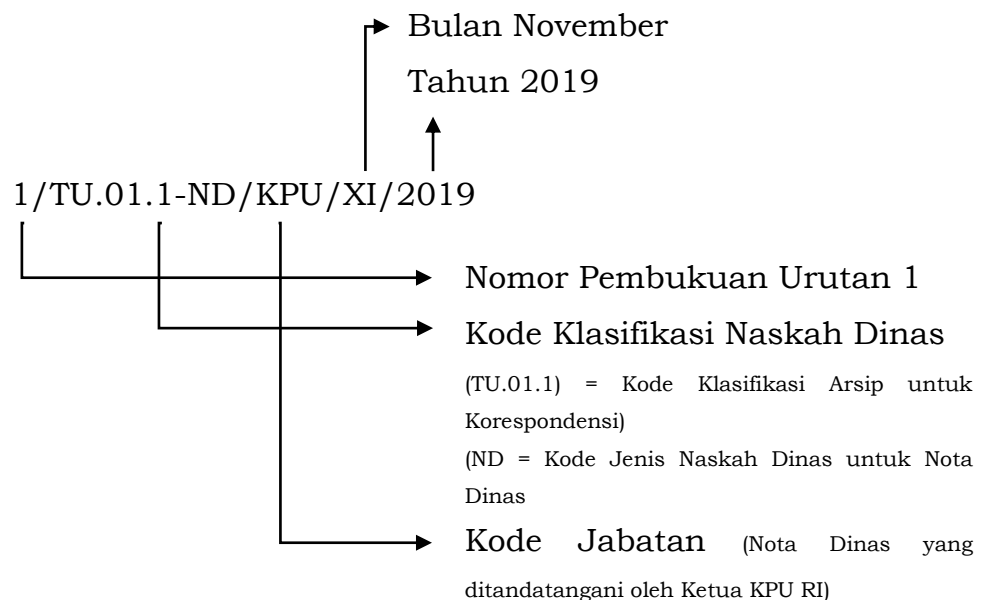 Bulan November
Tahun 2019
1/TU.01.1-ND/KPU/XI/2019
Nomor Pembukuan Urutan 1
Kode Klasifikasi Naskah Dinas
(TU.01.1) = Kode Klasifikasi Arsip untuk
Korespondensi)
(ND = Kode Jenis Naskah Dinas untuk Nota
Dinas
Kode Jabatan (Nota Dinas yang
ditandatangani oleh Ketua KPU RI)